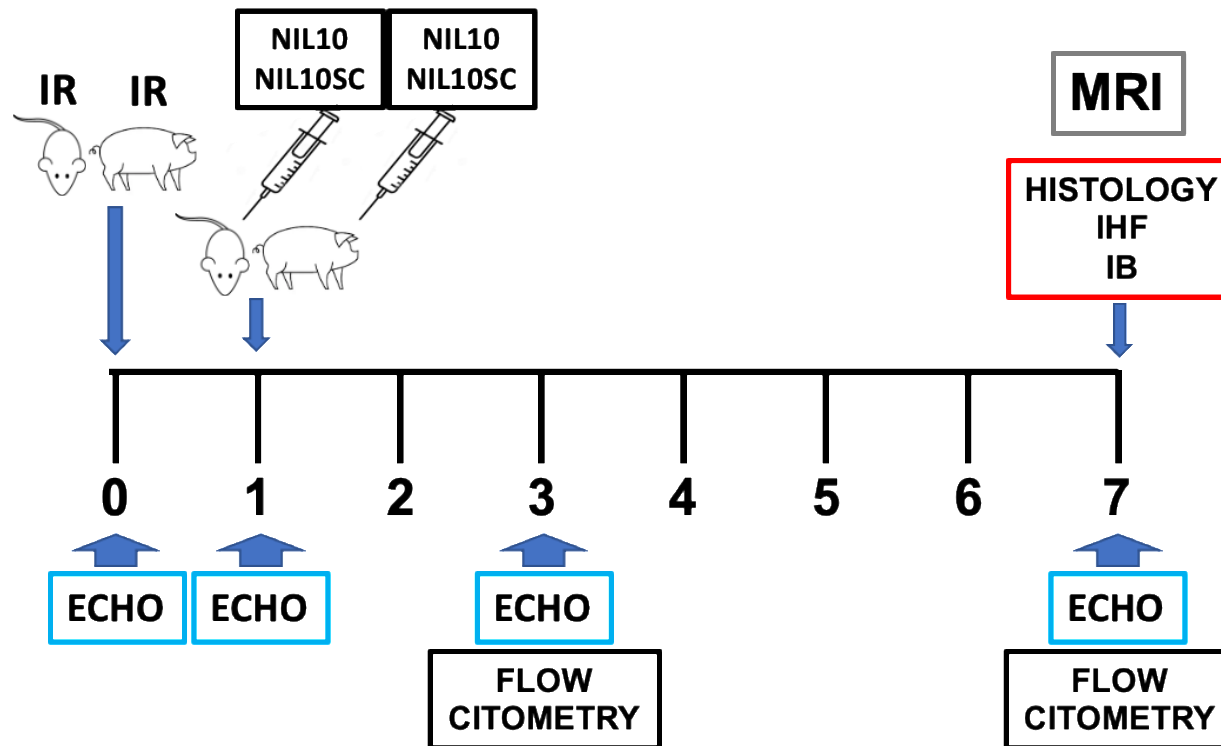 IR IR
NIL10
NIL10SC
NIL10
NIL10SC
MRI
HISTOLOGY
IHF
IB
0 1 2 3 4 5 6 7
ECHO ECHO ECHO ECHO
FLOW
CITOMETRY
FLOW
CITOMETRY